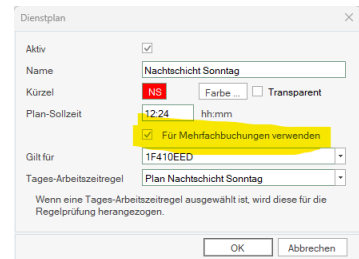 Dienstplan
Aktiv
Name Nachtschicht Sonntag
Kürzel NS Farbe ... Transparent
Plan-Sollzeit 12:24 hh:mm
Für Mehrfachbuchungen verwenden
Gilt für 1F410EED
Tages-Arbeitszeitregel Plan Nachtschicht Sonntag
Wenn eine Tages-Arbeitszeitregel ausgewählt ist, wird diese für die
Regelprüfung herangezogen.
OK Abbrechen